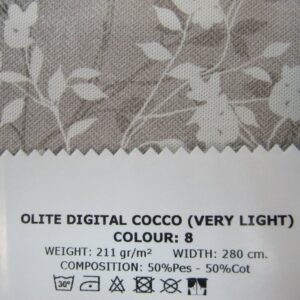 OLITE DIGITAL COCCO (VERY LIGHT)
COLOUR: 8
WEIGHT: 211 gr/m² WIDTH: 280 cm.
COMPOSITION: 50%Pes - 50%Cot
30°